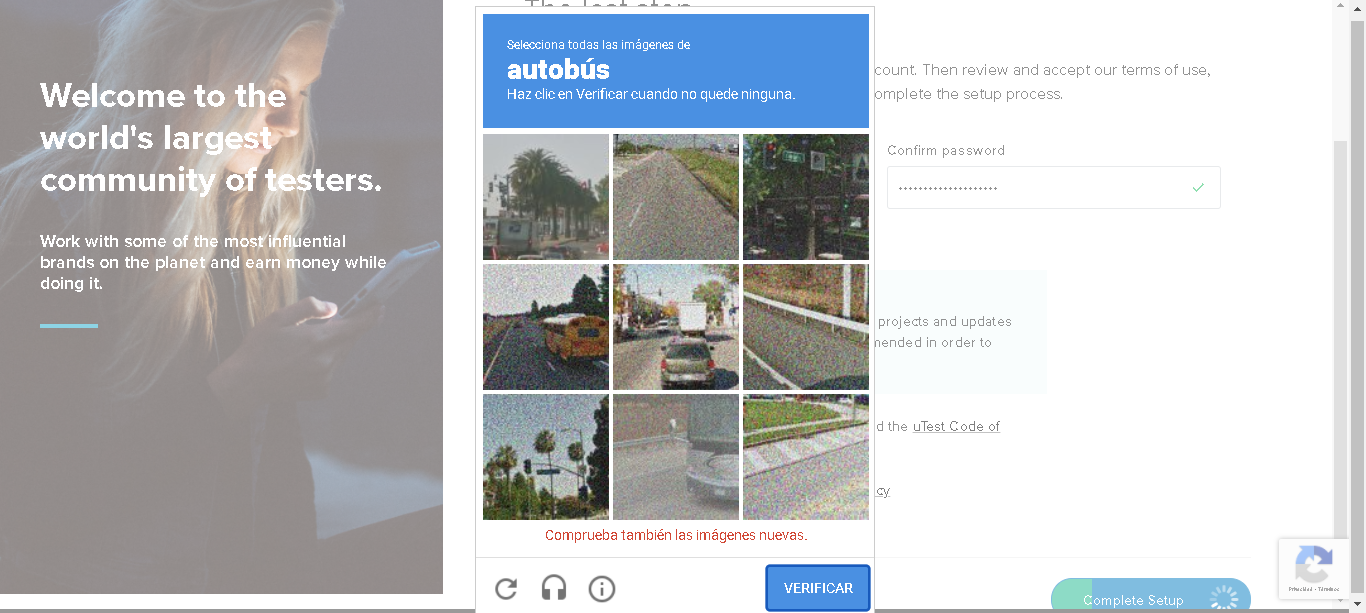 Welcome to the
world's largest
community of testers.
Work with some of the most influential
brands on the planet and earn money while
doing it.
The last step
Selecciona todas las imágenes de
autobús
Haz clic en Verificar cuando no quede ninguna.
Comprueba también las imágenes nuevas.
VERIFICAR
count. Then review and accept our terms of use,
omplete the setup process.
Confirm password
projects and updates
mended in order to
d the uTest Code of
cy
Complete Setup
Privacidad - Términos